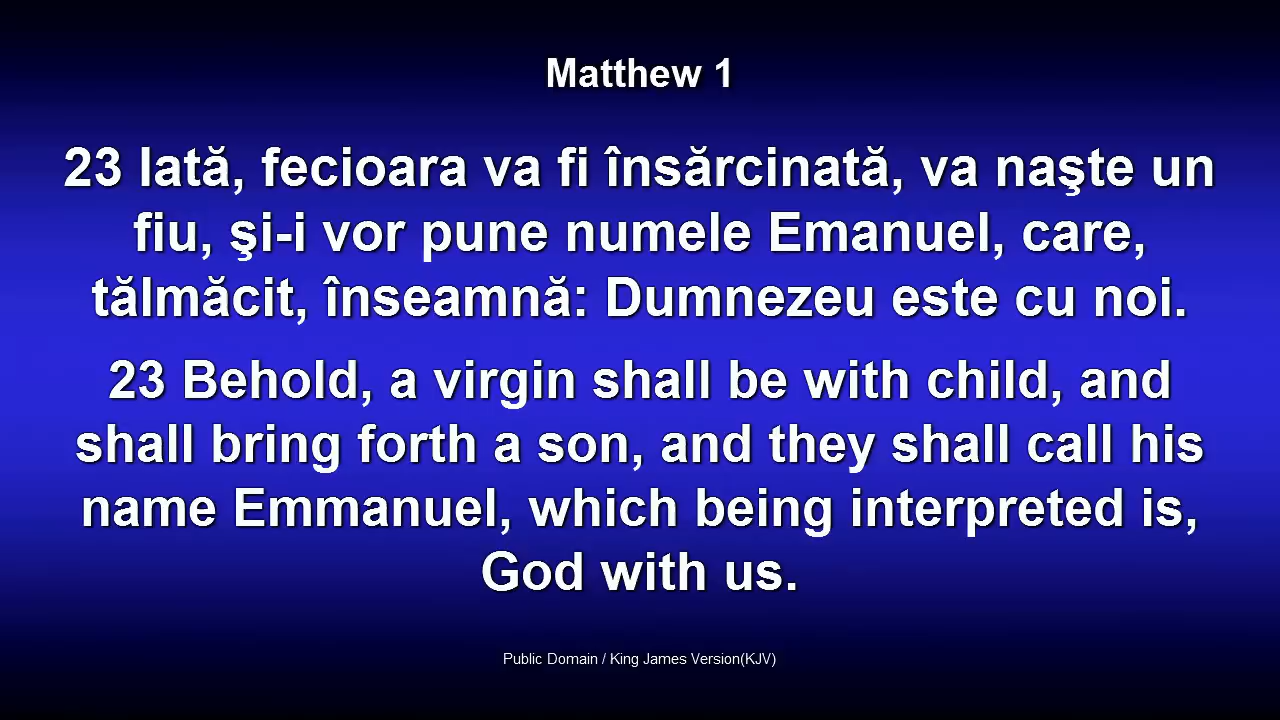 Matthew 1
23 Iată, fecioara va fi însărcinată, va naşte un
fiu, şi-i vor pune numele Emanuel, care,
tălmăcit, înseamnă: Dumnezeu este cu noi.
23 Behold, a virgin shall be with child, and
shall bring forth a son, and they shall call his
name Emmanuel, which being interpreted is,
God with us.
Public Domain / King James Version(KJV)